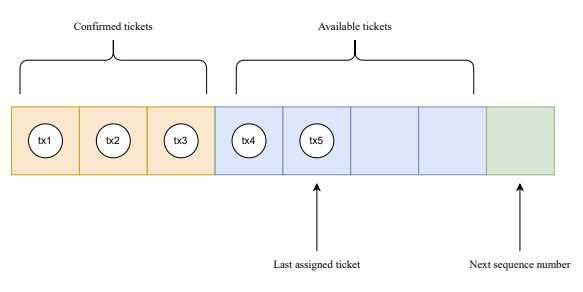 Confirmed tickets
Available tickets
tx1
tx2
tx3
tx4
tx5
Last assigned ticket
Next sequence number